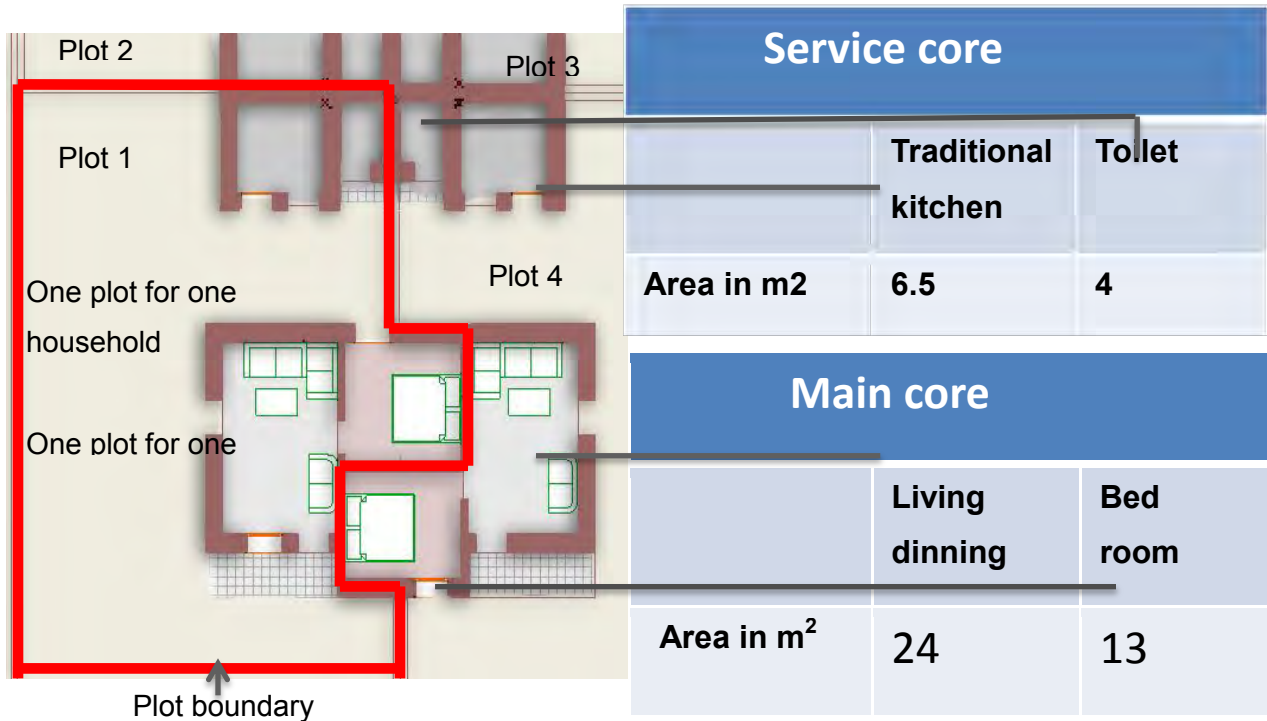 Plot 2
Plot 3
Plot 1
One plot for one
household
Plot 4
One plot for one
Plot boundary
Service core
Traditional
kitchen
Toilet
Area in m2
6.5
4
Main core
Living
dinning
Bed
room
Area in m²
24
13